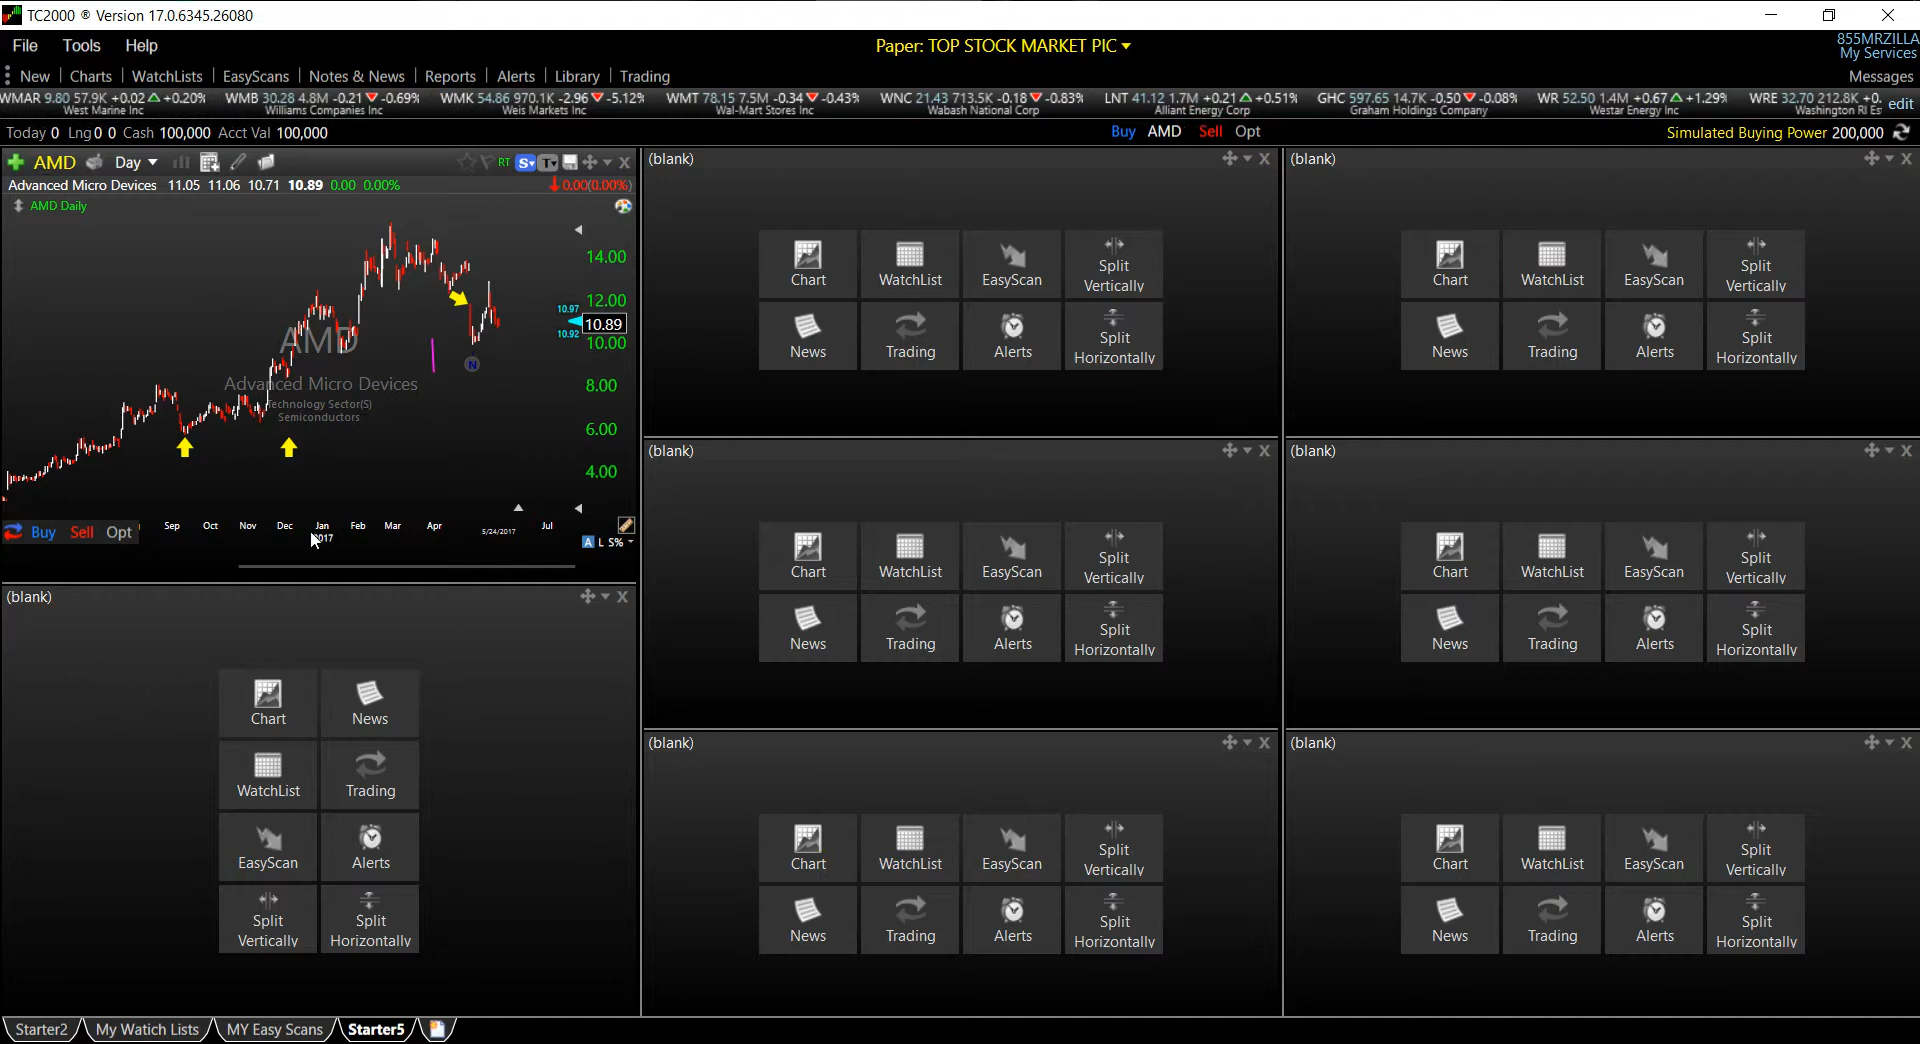 TC2000 ® Version 17.0.6345.26080
File Tools Help
Paper: TOP STOCK MARKET PIC
855MRZILLA
My Services
New Charts WatchLists EasyScans Notes & News Reports Alerts Library Trading
Messages
WMAR 9.80 57.9K +0.02 +0.20% WMB 30.28 4.8M -0.21 -0.69% WMK 54.86 970.1K -2.96 -5.12% WMT 78.15 7.5M -0.34 -0.43% WNC 21.43 713.5K -0.18 -0.83% LNT 41.12 1.7M +0.21 +0.51% GHC 597.65 14.7K -0.50 -0.08% WR 52.50 1.4M +0.67 +1.29% WRE 32.70 212.8K +0. edit
West Marine Inc Williams Companies Inc Weis Markets Inc Wal-Mart Stores Inc Wabash National Corp Alliant Energy Corp Graham Holdings Company Westar Energy Inc Washington RI Es
Today 0 Lng 0 0 Cash 100,000 Acct Val 100,000
Buy AMD Sell Opt
Simulated Buying Power 200,000
AMD Day RT S T X
Advanced Micro Devices 11.05 11.06 10.71 10.89 0.00 0.00% 0.00(0.00%)
AMD Daily
14.00
12.00
10.97
10.89
10.92
10.00
8.00
6.00
4.00
AMD
Advanced Micro Devices
Technology Sector(S)
Semiconductors
N
Sep Oct Nov Dec Jan Feb Mar Apr 5/24/2017 Jul
2017
Buy Sell Opt
A L S%
(blank) X
Chart News
WatchList Trading
EasyScan Alerts
Split Vertically
Split Horizontally
(blank) X
Chart WatchList EasyScan Split Vertically
News Trading Alerts Split Horizontally
(blank) X
Chart WatchList EasyScan Split Vertically
News Trading Alerts Split Horizontally
(blank) X
Chart WatchList EasyScan Split Vertically
News Trading Alerts Split Horizontally
(blank) X
Chart WatchList EasyScan Split Vertically
News Trading Alerts Split Horizontally
(blank) X
Chart WatchList EasyScan Split Vertically
News Trading Alerts Split Horizontally
(blank) X
Chart WatchList EasyScan Split Vertically
News Trading Alerts Split Horizontally
Starter2 My Watich Lists MY Easy Scans Starter5